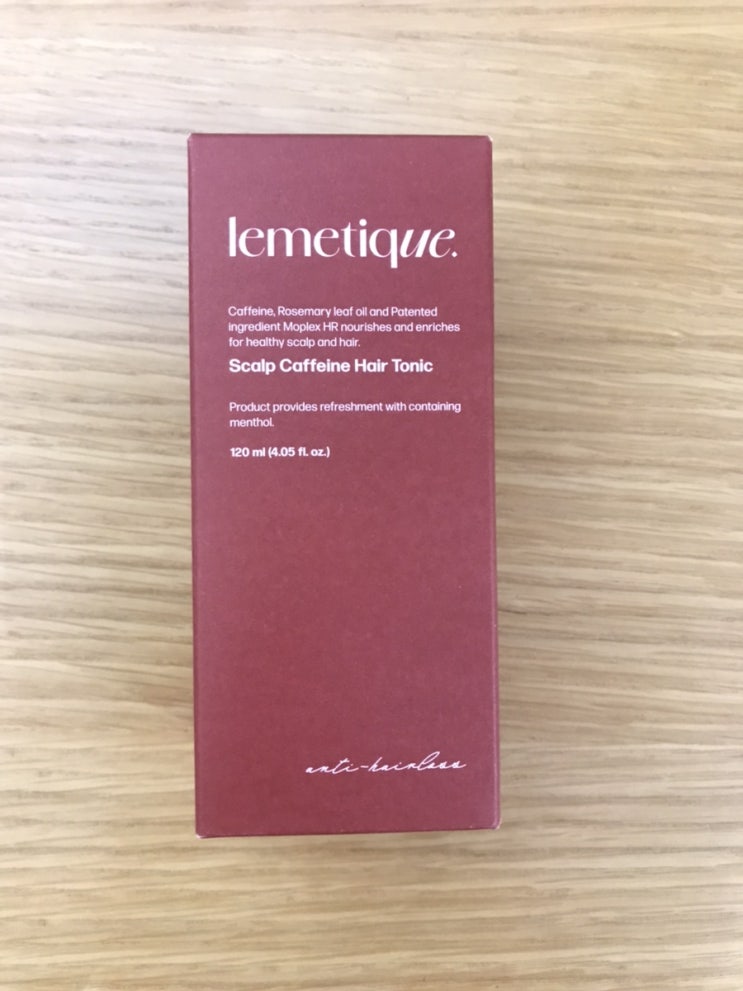 lemetique.
Caffeine, Rosemary leaf oil and Patented
ingredient Moplex HR nourishes and enriches
for healthy scalp and hair.
Scalp Caffeine Hair Tonic
Product provides refreshment with containing
menthol.
120 ml (4.05 fl. oz.)
anti-hairloss